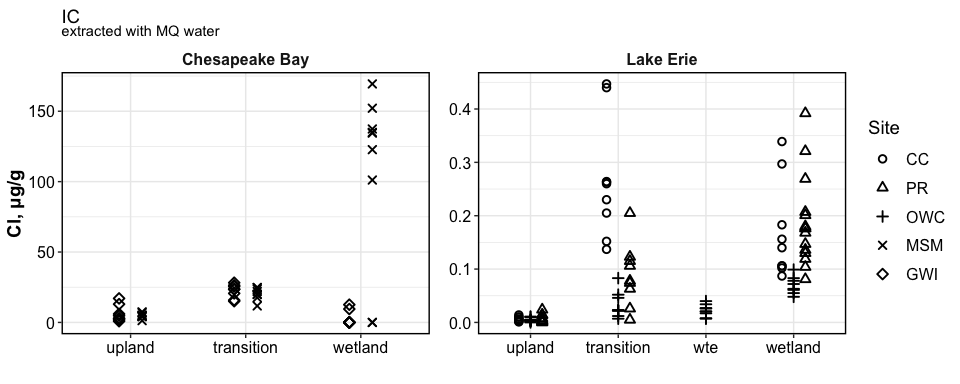 IC
extracted with MQ water
Chesapeake Bay
Lake Erie
Cl, μg/g
150
100
50
0
upland
transition
wetland
0.4
0.3
0.2
0.1
0.0
upland
transition
wte
wetland
Site
CC
PR
OWC
MSM
GWI